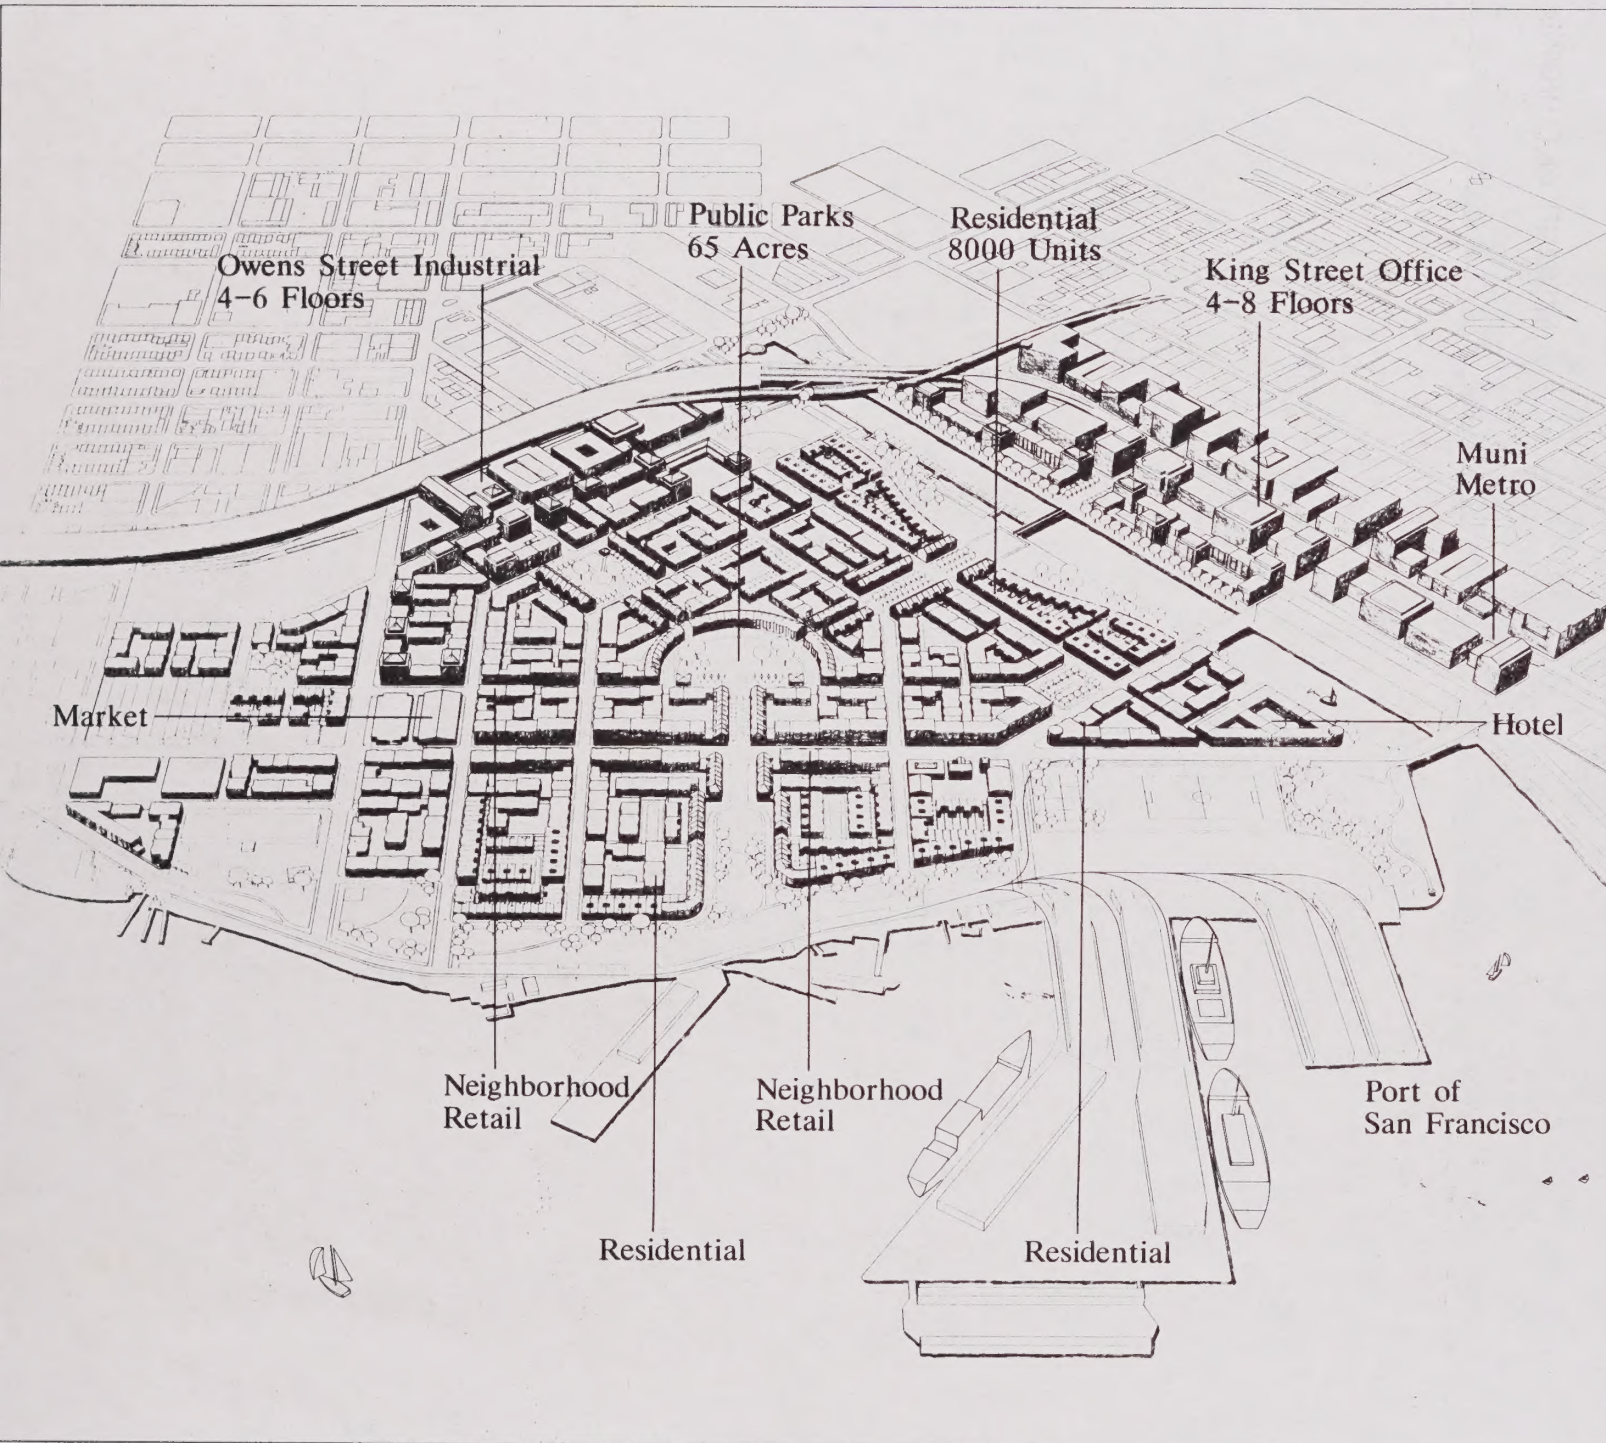 Public Parks
65 Acres
Residential
8000 Units
Owens Street Industrial
4-6 Floors
King Street Office
4-8 Floors
Muni
Metro
Market
Hotel
Neighborhood
Retail
Neighborhood
Retail
Port of
San Francisco
Residential
Residential